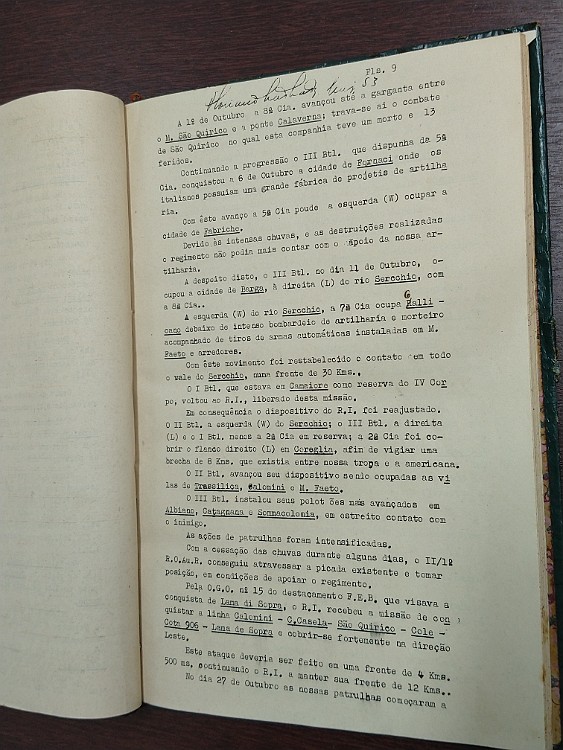 Fls. 9
53
A 1º de Outubro a 8ª Cia. avançou até a garganta entre
o M. São Quirico e a ponte Calaverna; trava-se aí o combate
de São Quirico no qual esta companhia teve um morto e 13
feridos.
Continuando a progressão o III Btl. que dispunha da 5ª
Cia. conquistou a 6 de Outubro a cidade de Fornaci onde os
italianos possuiam uma grande fábrica de projetis de artilha
ria.
Com êste avanço a 5ª Cia poude a esquerda (W) ocupar a
cidade de Fabriche.
Devido às intensas chuvas, e as destruições realizadas
o regimento não podia mais contar com o apoio da nossa ar-
tilharia.
A despeito disto, o III Btl. no dia 11 de Outubro, o-
cupou a cidade de Barga, à direita (L) do rio Serchio, com
a 8ª Cia..
A esquerda (W) do rio Serchio, a 7ª Cia ocupa Galli -
cano debaixo de intenso bombardeio de artilharia e morteiro
acompanhado de tiros de armas automáticas instaladas em M.
Faeto e arredores.
Com êste movimento foi restabelecido o contato em todo
o vale do Serchio, numa frente de 30 Kms..
O I Btl. que estava em Camaiore como reserva do IV Cor
po, voltou ao R.I., liberado desta missão.
Em consequência o dispositivo do R.I. foi reajustado.
O II Btl. a esquerda (W) do Serchio; o III Btl. a direita
(L) e o I Btl. menos a 2ª Cia em reserva; a 2ª Cia foi co-
brir o flanco direito (L) em Coreglia, afim de vigiar uma
brecha de 8 Kms. que existia entre nossa tropa e a americana.
O II Btl. avançou seu dispositivo sendo ocupadas as vi
las de Trassilica, Calomini e M. Faeto.
O III Btl. instalou seus pelotões mais avançados em
Albiano, Catagnana e Sommacolonia, em estreito contato com
o inimigo.
As ações de patrulhas foram intensificadas.
Com a cessação das chuvas durante alguns dias, o II/1º
R.O.Au.R. conseguiu atravessar a picada existente e tomar
posição, em condições de apoiar o regimento.
Pela O.G.O. nº 15 do destacamento F.E.B. que visava a
conquista de Lama di Sopra, o R.I. recebeu a missão de con
quistar a linha Calomini - C.Casela- São Quirico - Cole -
Cota 906 - Lama de Sopra e cobrir-se fortemente na direção
Leste.
Este ataque deveria ser feito em uma frente de 4 Kms.
500 ms, continuando o R.I. a manter sua frente de 12 Kms..
No dia 27 de Outubro as nossas patrulhas começaram a